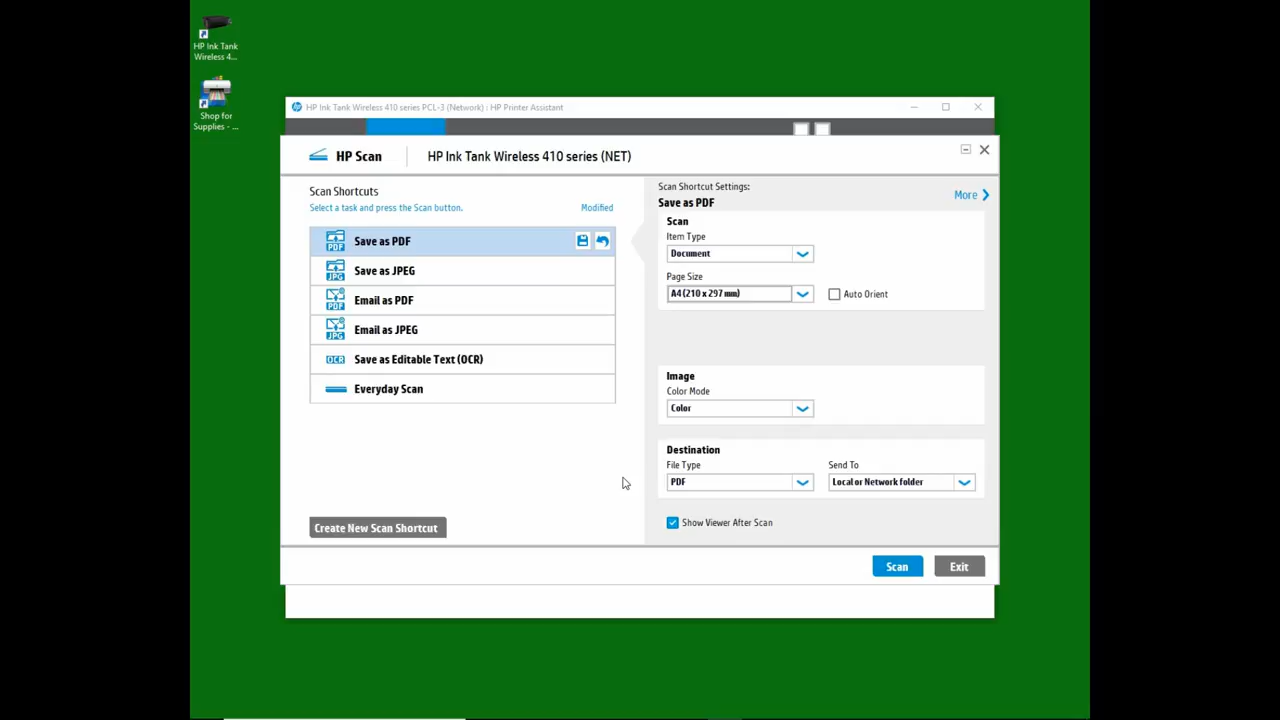 HP Ink Tank
Wireless 4...
Shop for
Supplies - ...
HP Ink Tank Wireless 410 series PCL-3 (Network) : HP Printer Assistant
HP Scan
HP Ink Tank Wireless 410 series (NET)
Scan Shortcuts
Select a task and press the Scan button.
Modified
PDF
Save as PDF
JPG
Save as JPEG
PDF
Email as PDF
JPG
Email as JPEG
OCR
Save as Editable Text (OCR)
Everyday Scan
Create New Scan Shortcut
Scan Shortcut Settings:
More
Save as PDF
Scan
Item Type
Document
Page Size
A4 (210 x 297 mm)
Auto Orient
Image
Color Mode
Color
Destination
File Type
Send To
PDF
Local or Network folder
Show Viewer After Scan
Scan
Exit